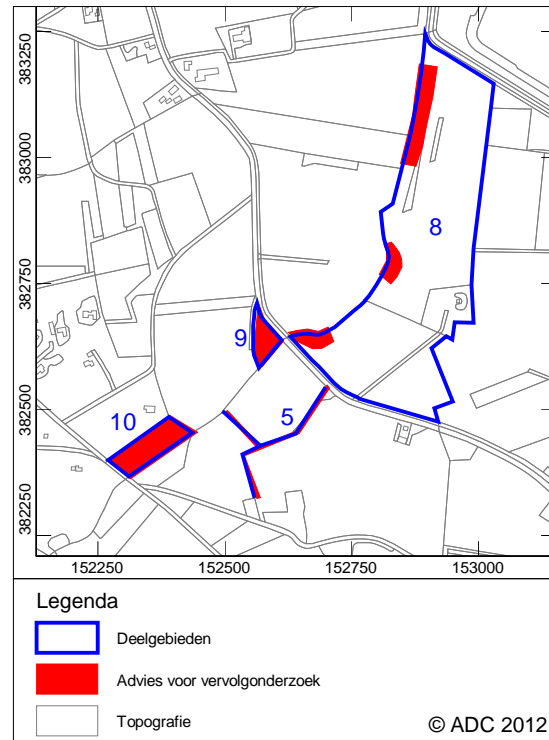 383250
383000
382750
382500
382250
8
9
10
5
152250
152500
152750
153000
Legenda
Deelgebieden
Advies voor vervolgonderzoek
Topografie
© ADC 2012